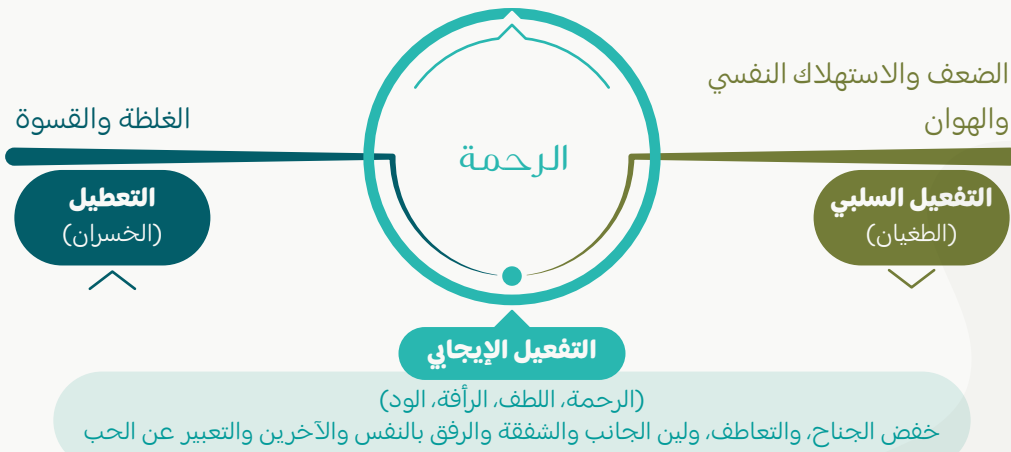 الضعف والاستهلاك النفسي
والهوان
التفعيل السلبي
(الطغيان)
الرحمة
الغلظة والقسوة
التعطيل
(الخسران)
التفعيل الإيجابي
(الرحمة، اللطف، الرأفة، الود)
خفض الجناح، والتعاطف، ولين الجانب والشفقة والرفق بالنفس والآخرين والتعبير عن الحب